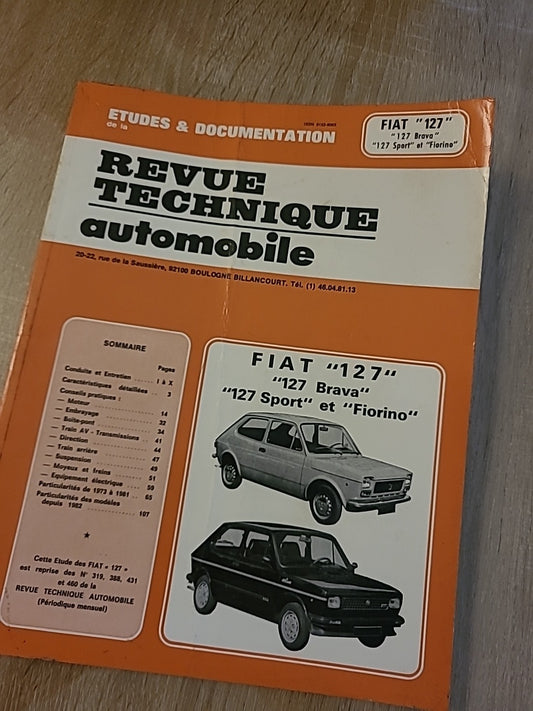 ETUDES & DOCUMENTATION
de la
FIAT "127"
"127 Brava"
"127 Sport" et "Fiorino"
REVUE
TECHNIQUE
automobile
20-22, rue de la Saussière, 92100 BOULOGNE BILLANCOURT. Tél. (1) 46.04.81.13
SOMMAIRE
Pages
Conduite et Entretien ...... I à X
Caractéristiques détaillées .. 3
Conseils pratiques :
— Moteur .................. 14
— Embrayage ............... 32
— Boîte-pont .............. 34
— Train AV - Transmissions .. 41
— Direction ............... 44
— Train arrière ........... 47
— Suspension .............. 49
— Moyeux et freins ........ 51
— Equipement électrique ... 59
Particularités de 1973 à 1981 .. 65
Particularités des modèles
depuis 1982 ............... 107
Cette Etude des FIAT « 127 »
est reprise des N° 319, 388, 431
et 460 de la
REVUE TECHNIQUE AUTOMOBILE
(Périodique mensuel)
FIAT "127"
"127 Brava"
"127 Sport" et "Fiorino"